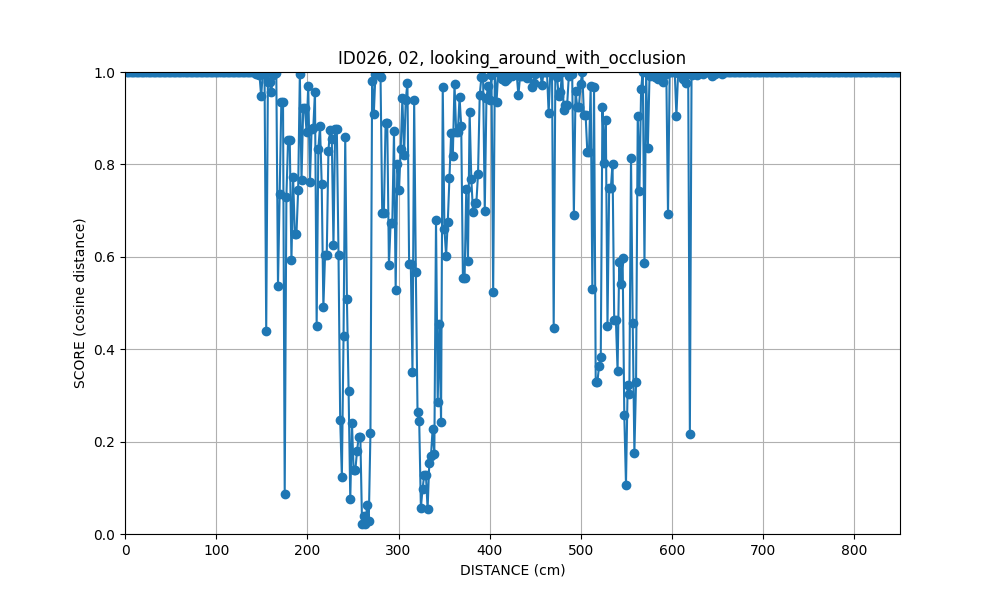 ID026, 02, looking_around_with_occlusion
1.0
0.8
0.6
0.4
0.2
0.0
SCORE (cosine distance)
0 100 200 300 400 500 600 700 800
DISTANCE (cm)